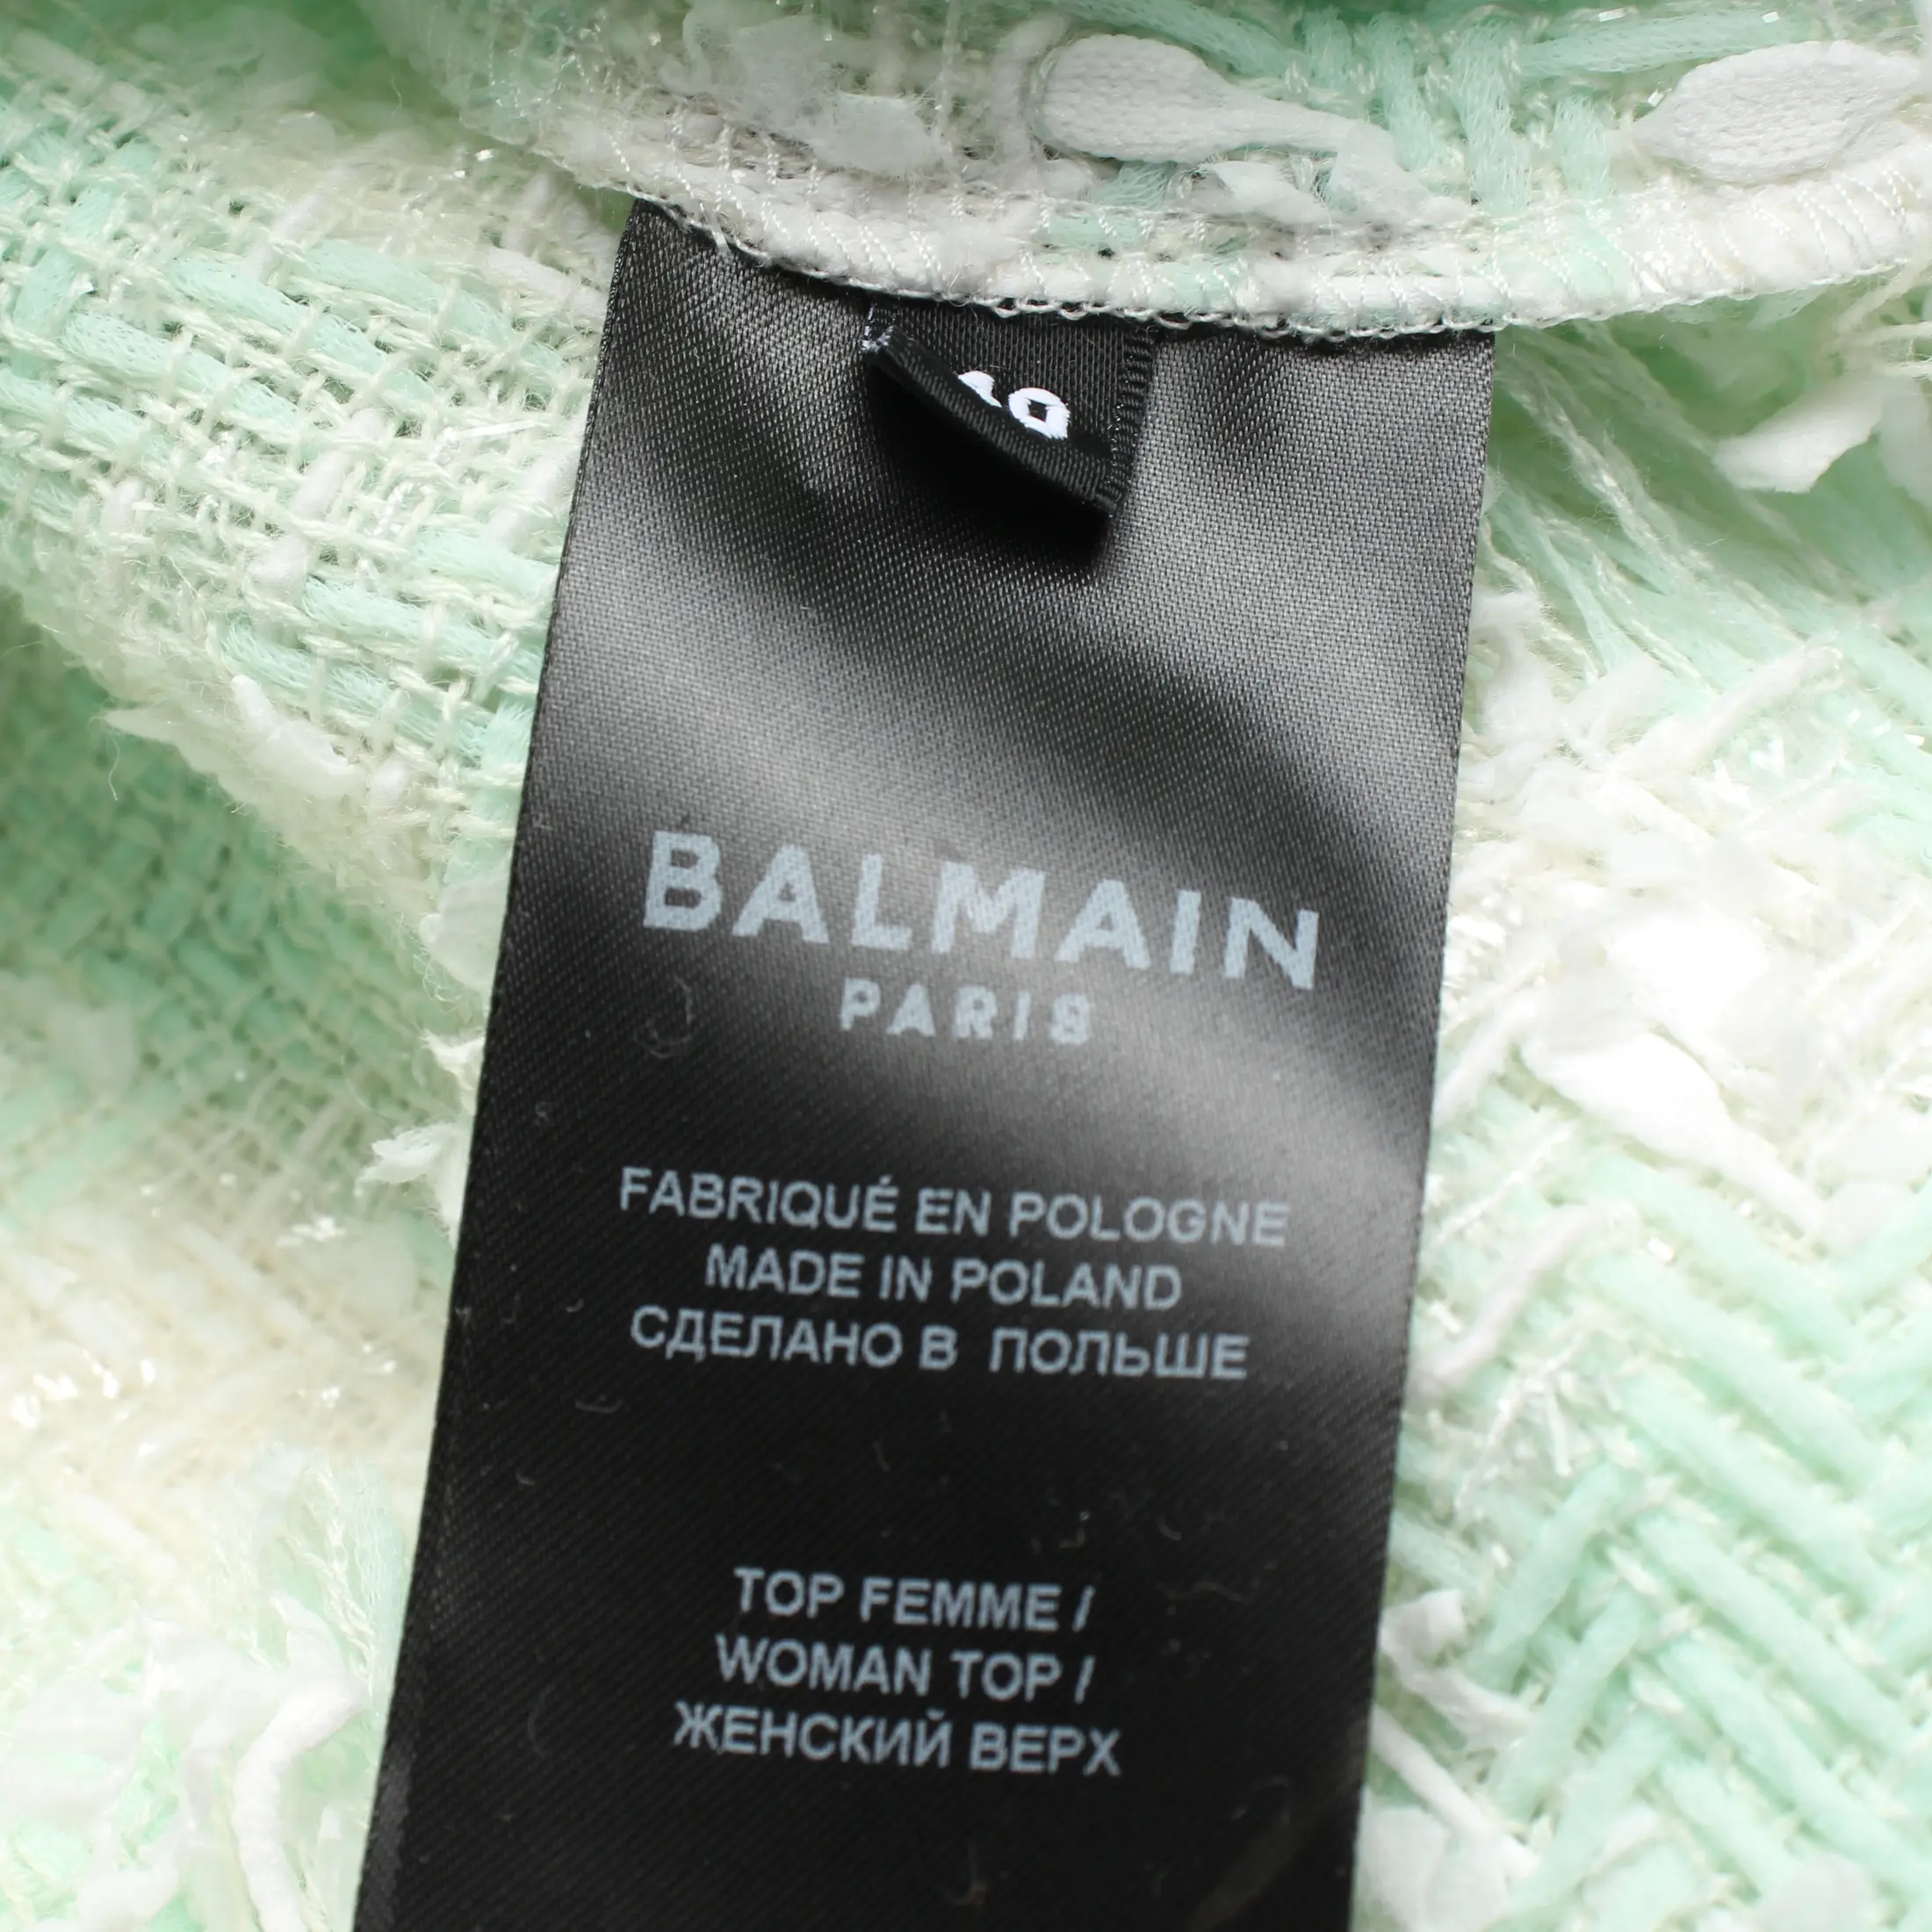 BALMAIN
PARIS
FABRIQUÉ EN POLOGNE
MADE IN POLAND
СДЕЛАНО В ПОЛЬШЕ
TOP FEMME /
WOMAN TOP /
ЖЕНСКИЙ ВЕРХ